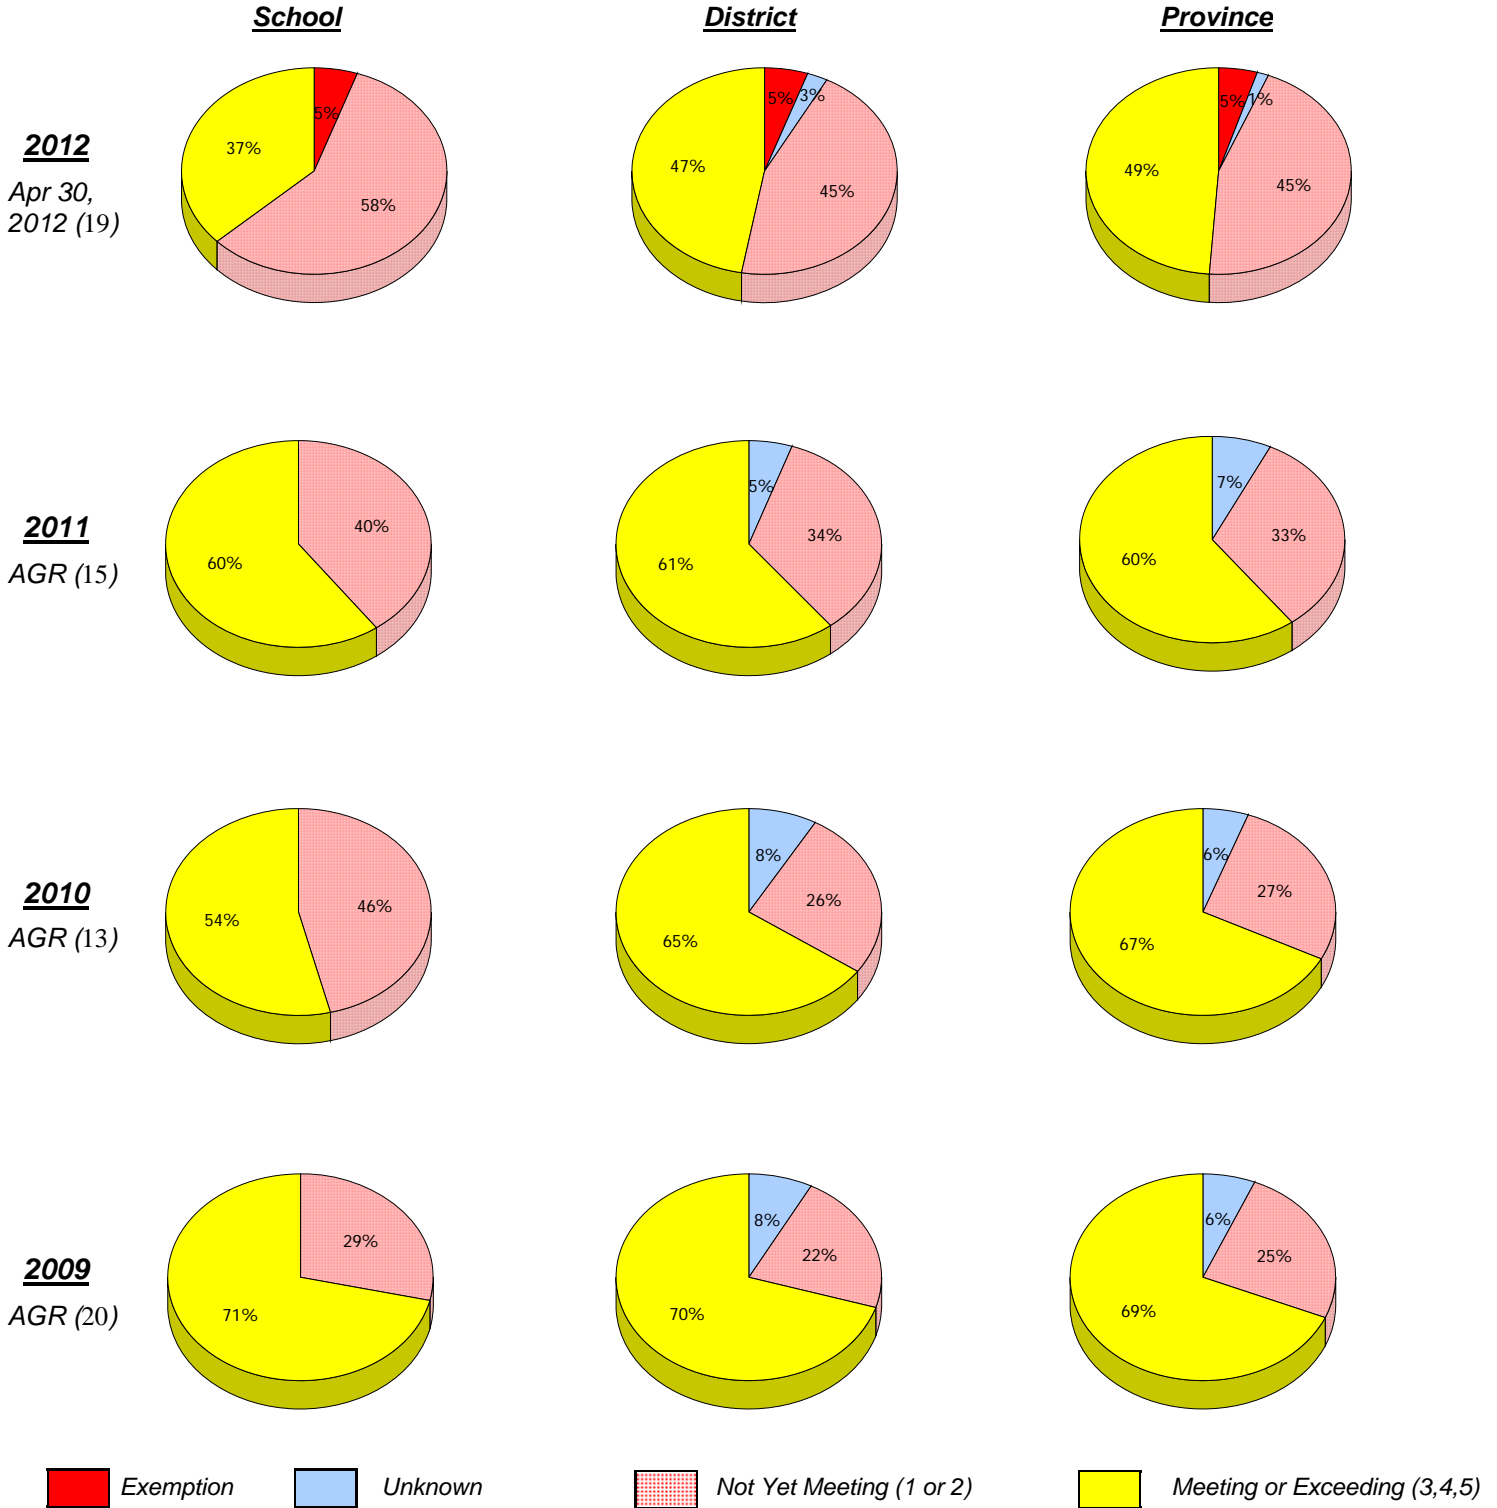 School District Province
5% 5% 3% 5% 1%
2012
37% 47% 49%
Apr 30,
58% 45% 45%
2012 (19)
2011
40% 5% 34% 7% 33%
AGR (15)
60% 61% 60%
2010
54% 46% 8% 26% 6% 27%
AGR (13)
65% 67%
2009
29% 8% 22% 6% 25%
AGR (20)
71% 70% 69%
Exemption Unknown Not Yet Meeting (1 or 2) Meeting or Exceeding (3,4,5)